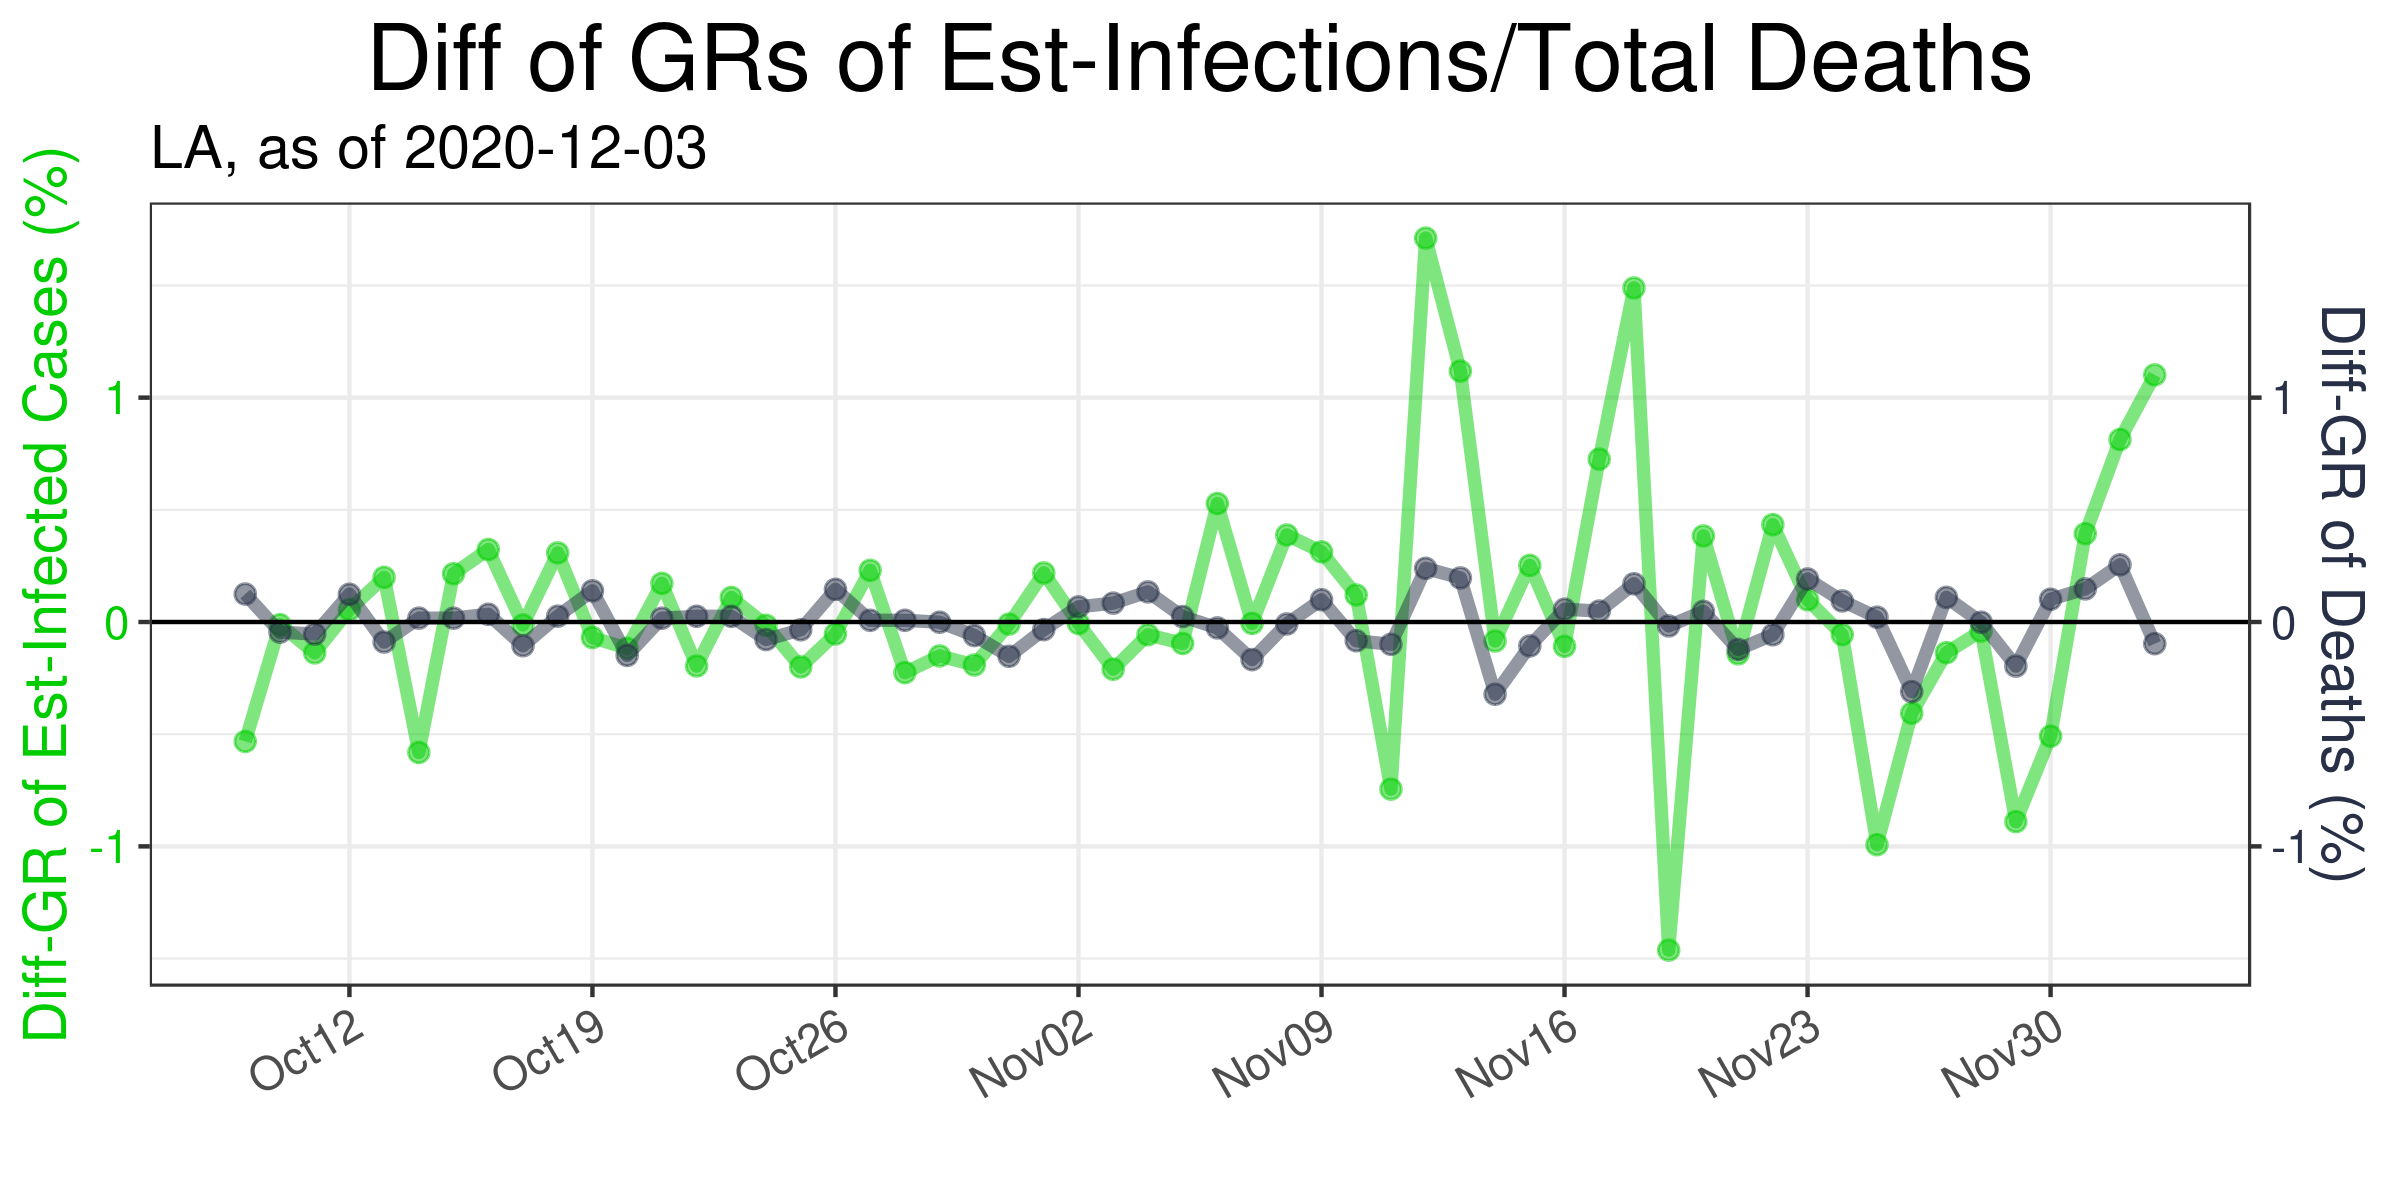 Diff of GRs of Est-Infections/Total Deaths
LA, as of 2020-12-03
Diff-GR of Est-Infected Cases (%)
1
0
-1
1
0
-1
Diff-GR of Deaths (%)
Oct12
Oct19
Oct26
Nov02
Nov09
Nov16
Nov23
Nov30